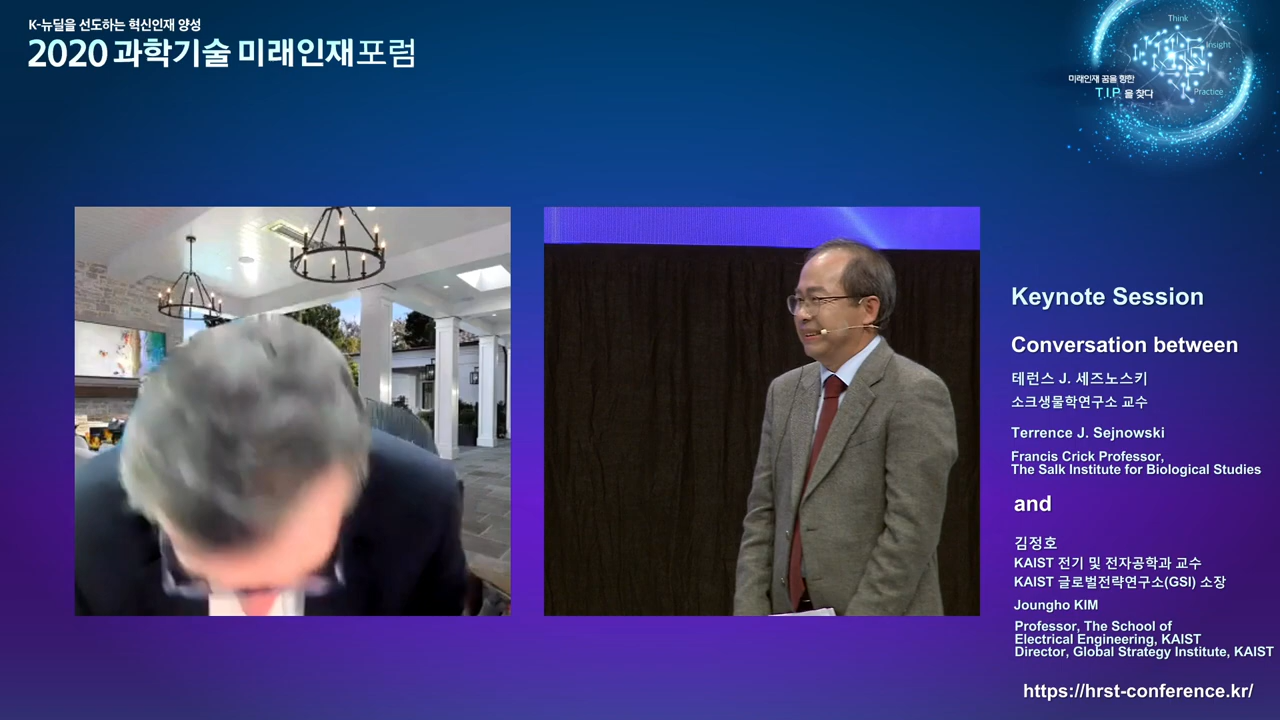 K-뉴딜을 선도하는 혁신인재 양성
2020 과학기술 미래인재포럼
Think
Insight
미래인재 꿈을 향한
T.I.P 을 찾다
Practice
Keynote Session
Conversation between
테런스 J. 세즈노스키
소크생물학연구소 교수
Terrence J. Sejnowski
Francis Crick Professor,
The Salk Institute for Biological Studies
and
김정호
KAIST 전기 및 전자공학과 교수
KAIST 글로벌전략연구소(GSI) 소장
Joungho KIM
Professor, The School of
Electrical Engineering, KAIST
Director, Global Strategy Institute, KAIST
https://hrst-conference.kr/